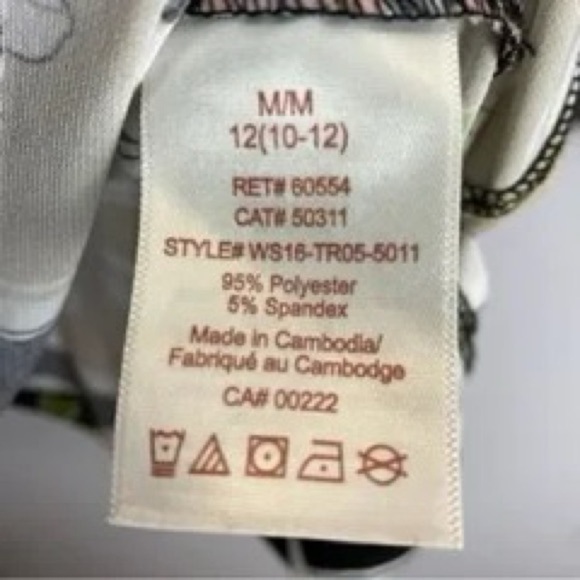 M/M
12(10-12)
RET# 60554
CAT# 50311
STYLE# WS16-TR05-5011
95% Polyester
5% Spandex
Made in Cambodia/
Fabriqué au Cambodge
CA# 00222